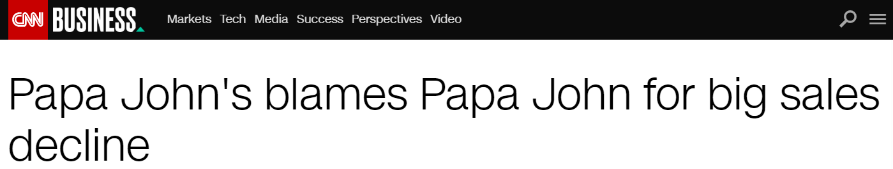 CNN BUSINESS Markets Tech Media Success Perspectives Video
Papa John's blames Papa John for big sales
decline